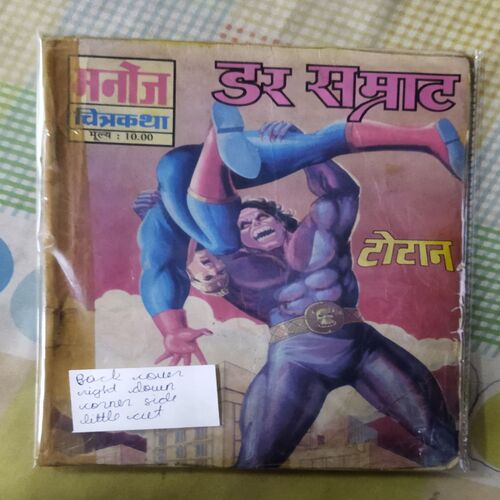 मनोज
चित्रकथा
मूल्य : 10.00
डर सम्राट
टोटान
Back cover
right down
corner side
little cut